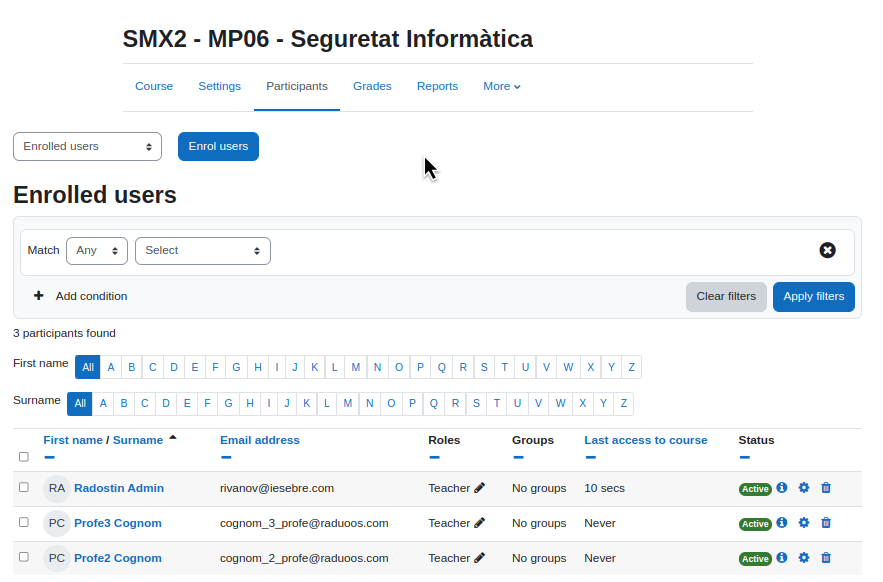 SMX2 - MP06 - Seguretat Informàtica
Course Settings Participants Grades Reports More
Enrolled users Enrol users
Enrolled users
Match Any Select
Add condition Clear filters Apply filters
3 participants found
First name All A B C D E F G H I J K L M N O P Q R S T U V W X Y Z
Surname All A B C D E F G H I J K L M N O P Q R S T U V W X Y Z
First name / Surname Email address Roles Groups Last access to course Status
RA Radostin Admin rivanov@iesebre.com Teacher No groups 10 secs Active
PC Profe3 Cognom cognom_3_profe@raduoos.com Teacher No groups Never Active
PC Profe2 Cognom cognom_2_profe@raduoos.com Teacher No groups Never Active